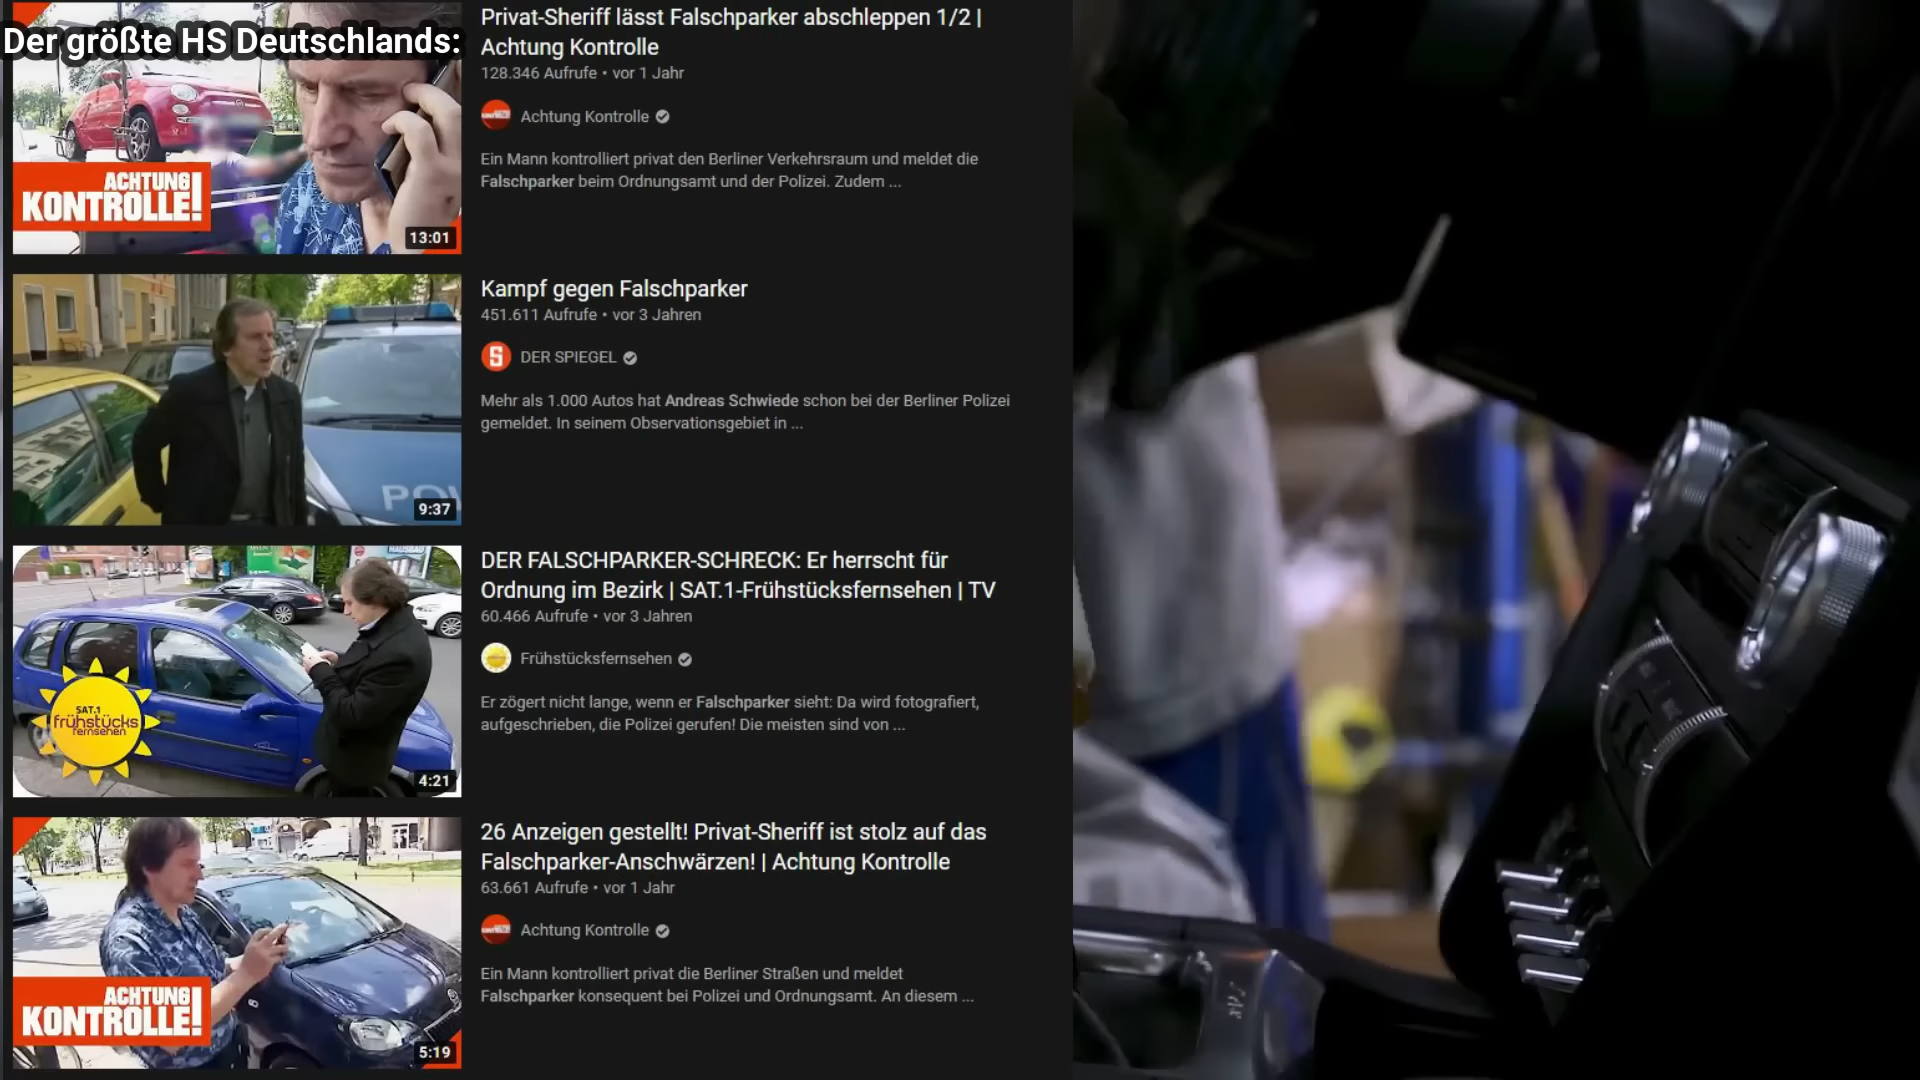 Der größte HS Deutschlands:
ACHTUNG
KONTROLLE!
13:01
Privat-Sheriff lässt Falschparker abschleppen 1/2 |
Achtung Kontrolle
128.346 Aufrufe • vor 1 Jahr
Achtung Kontrolle
Ein Mann kontrolliert privat den Berliner Verkehrsraum und meldet die
Falschparker beim Ordnungsamt und der Polizei. Zudem ...
POL
9:37
Kampf gegen Falschparker
451.611 Aufrufe • vor 3 Jahren
S
DER SPIEGEL
Mehr als 1.000 Autos hat Andreas Schwiede schon bei der Berliner Polizei
gemeldet. In seinem Observationsgebiet in ...
SAT.1
frühstücks
fernsehen
4:21
DER FALSCHPARKER-SCHRECK: Er herrscht für
Ordnung im Bezirk | SAT.1-Frühstücksfernsehen | TV
60.466 Aufrufe • vor 3 Jahren
Frühstücksfernsehen
Er zögert nicht lange, wenn er Falschparker sieht: Da wird fotografiert,
aufgeschrieben, die Polizei gerufen! Die meisten sind von ...
ACHTUNG
KONTROLLE!
5:19
26 Anzeigen gestellt! Privat-Sheriff ist stolz auf das
Falschparker-Anschwärzen! | Achtung Kontrolle
63.661 Aufrufe • vor 1 Jahr
Achtung Kontrolle
Ein Mann kontrolliert privat die Berliner Straßen und meldet
Falschparker konsequent bei Polizei und Ordnungsamt. An diesem ...